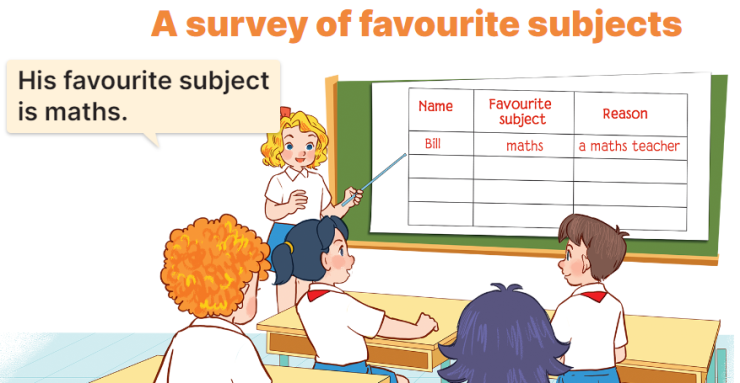 A survey of favourite subjects
His favourite subject
is maths.
Name Favourite subject Reason
Bill maths a maths teacher